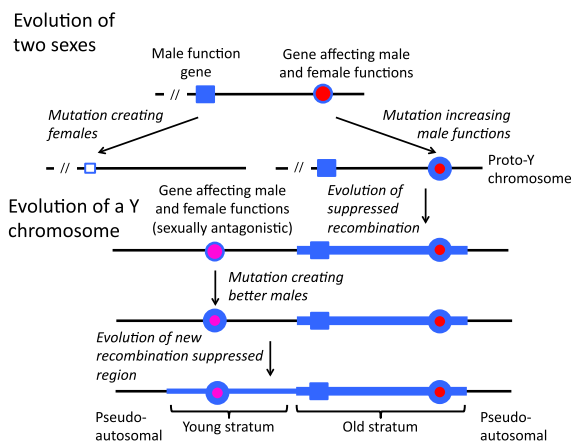 Evolution of
two sexes
Male function
gene
Gene affecting male
and female functions
//
Mutation creating
females
Mutation increasing
male functions
//
//
Proto-Y
chromosome
Evolution of a Y
chromosome
Gene affecting male
and female functions
(sexually antagonistic)
Evolution of
suppressed
recombination
Mutation creating
better males
Evolution of new
recombination suppressed
region
Pseudo-
autosomal
Young stratum
Old stratum
Pseudo-
autosomal